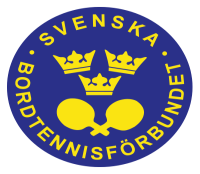 SVENSKA
· BORDTENNISFÖRBUNDET ·